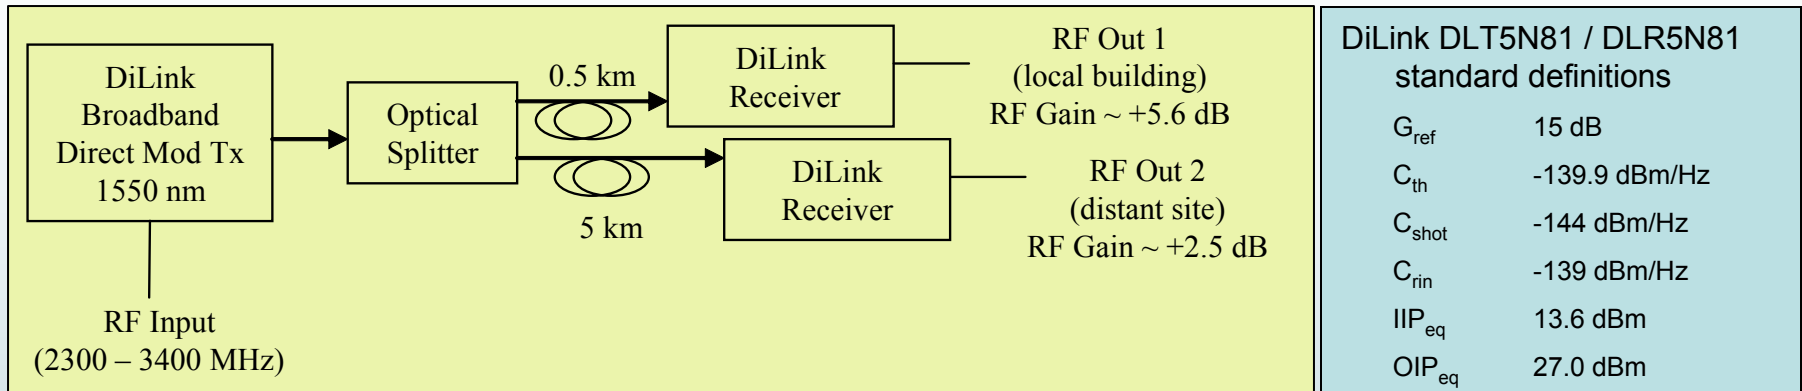 DiLink
Broadband
Direct Mod Tx
1550 nm
RF Input
(2300 – 3400 MHz)
Optical
Splitter
0.5 km
5 km
DiLink
Receiver
DiLink
Receiver
RF Out 1
(local building)
RF Gain ~ +5.6 dB
RF Out 2
(distant site)
RF Gain ~ +2.5 dB
DiLink DLT5N81 / DLR5N81
standard definitions
Gref 15 dB
Cth -139.9 dBm/Hz
Cshot -144 dBm/Hz
Crin -139 dBm/Hz
IIPeq 13.6 dBm
OIPeq 27.0 dBm